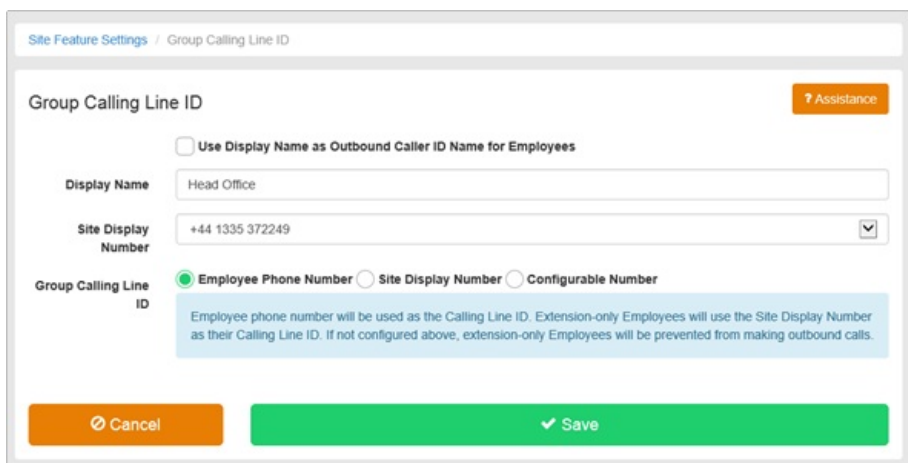 Site Feature Settings / Group Calling Line ID
Group Calling Line ID
? Assistance
Use Display Name as Outbound Caller ID Name for Employees
Display Name
Head Office
Site Display
Number
+44 1335 372249
Group Calling Line
ID
Employee Phone Number Site Display Number Configurable Number
Employee phone number will be used as the Calling Line ID. Extension-only Employees will use the Site Display Number
as their Calling Line ID. If not configured above, extension-only Employees will be prevented from making outbound calls.
Cancel
Save